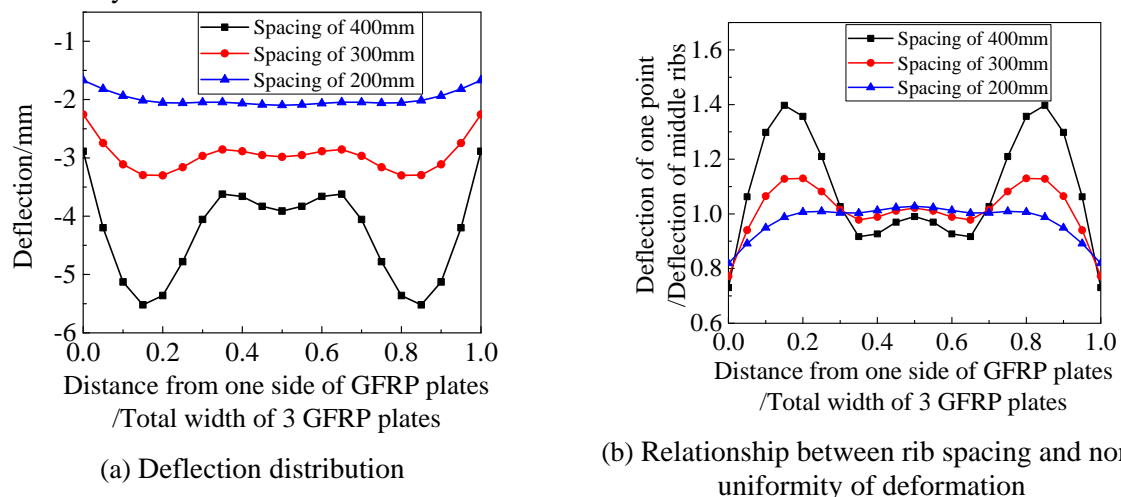 Spacing of 400mm
Spacing of 300mm
Spacing of 200mm
-1
-2
-3
-4
-5
-6
Deflection/mm
0.0 0.2 0.4 0.6 0.8 1.0
Distance from one side of GFRP plates
/Total width of 3 GFRP plates
(a) Deflection distribution
Spacing of 400mm
Spacing of 300mm
Spacing of 200mm
1.6
1.4
1.2
1.0
0.8
0.6
Deflection of one point
/Deflection of middle ribs
0.0 0.2 0.4 0.6 0.8 1.0
Distance from one side of GFRP plates
/Total width of 3 GFRP plates
(b) Relationship between rib spacing and non
uniformity of deformation